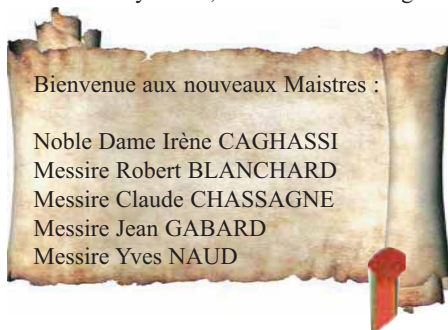 Bienvenue aux nouveaux Maistres :
Noble Dame Irène CAGHASSI
Messire Robert BLANCHARD
Messire Claude CHASSAGNE
Messire Jean GABARD
Messire Yves NAUD